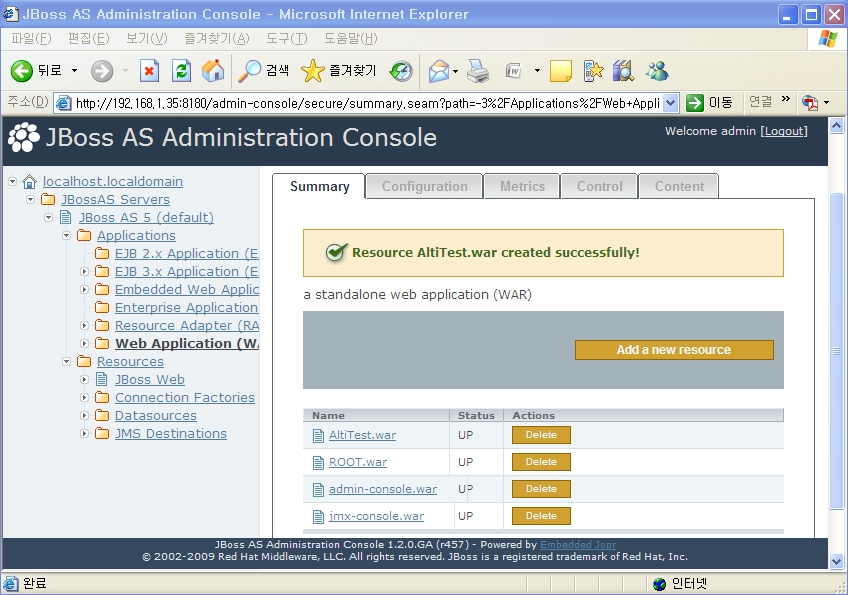 JBoss AS Administration Console - Microsoft Internet Explorer
파일(F) 편집(E) 보기(V) 즐겨찾기(A) 도구(T) 도움말(H)
뒤로 검색 즐겨찾기
주소(D) http://192.168.1.35:8180/admin-console/secure/summary.seam?path=-3%2FApplications%2FWeb+Appli 이동 연결 »
JBoss AS Administration Console
Welcome admin [Logout]
localhost.localdomain
JBossAS Servers
JBoss AS 5 (default)
Applications
EJB 2.x Application (E
EJB 3.x Application (E
Embedded Web Applic
Enterprise Application
Resource Adapter (RA
Web Application (WA
Resources
JBoss Web
Connection Factories
Datasources
JMS Destinations
Summary Configuration Metrics Control Content
Resource AltiTest.war created successfully!
a standalone web application (WAR)
Add a new resource
Name Status Actions
AltiTest.war UP Delete
ROOT.war UP Delete
admin-console.war UP Delete
jmx-console.war UP Delete
JBoss AS Administration Console 1.2.0.GA (r457) - Powered by Embedded Jopr
© 2002-2009 Red Hat Middleware, LLC. All rights reserved. JBoss is a registered trademark of Red Hat, Inc.
완료 인터넷